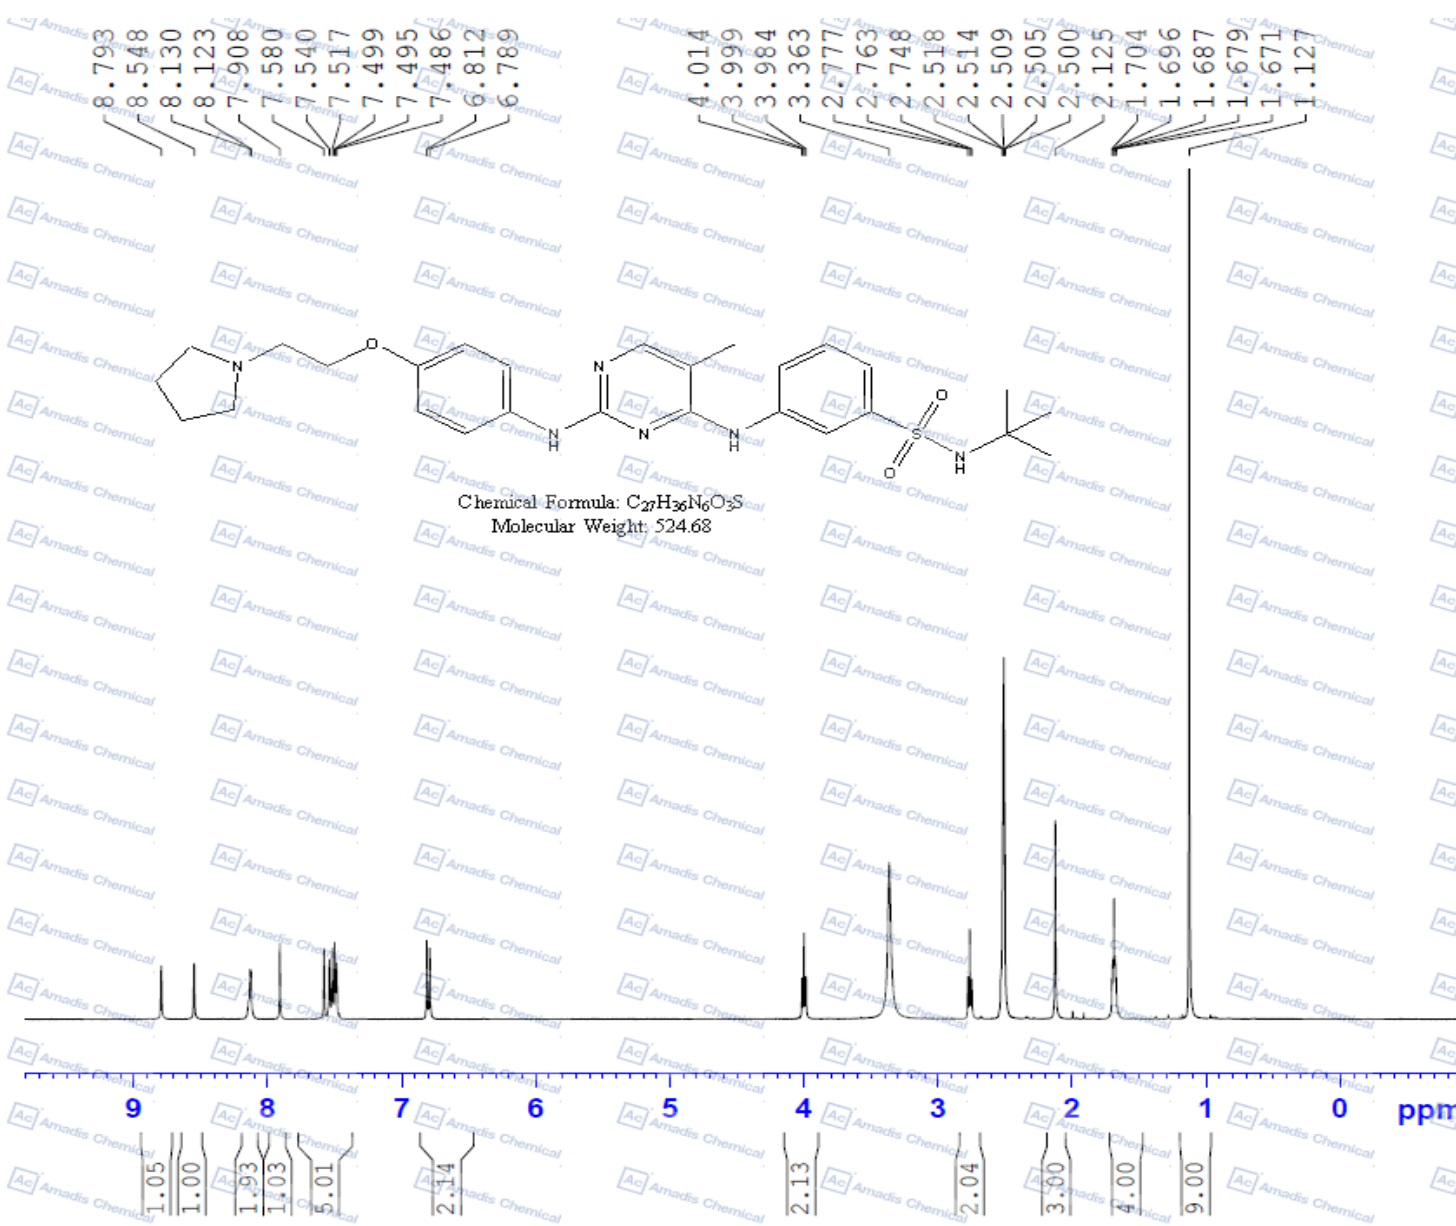 8.793
8.548
8.130
8.123
7.908
7.580
7.540
7.517
7.499
7.495
7.486
6.812
6.789
4.014
3.999
3.984
3.363
2.777
2.763
2.748
2.518
2.514
2.509
2.505
2.500
2.125
1.704
1.696
1.687
1.679
1.671
1.127
N
O
N
N
N
H
N
H
O
S
O
N
H
Chemical Formula: C27H36N6O3S
Molecular Weight: 524.68
9 8 7 6 5 4 3 2 1 0 ppm
1.05
1.00
1.93
1.03
5.01
2.14
2.13
2.04
3.00
4.00
9.00
Ac Amadis Chemical